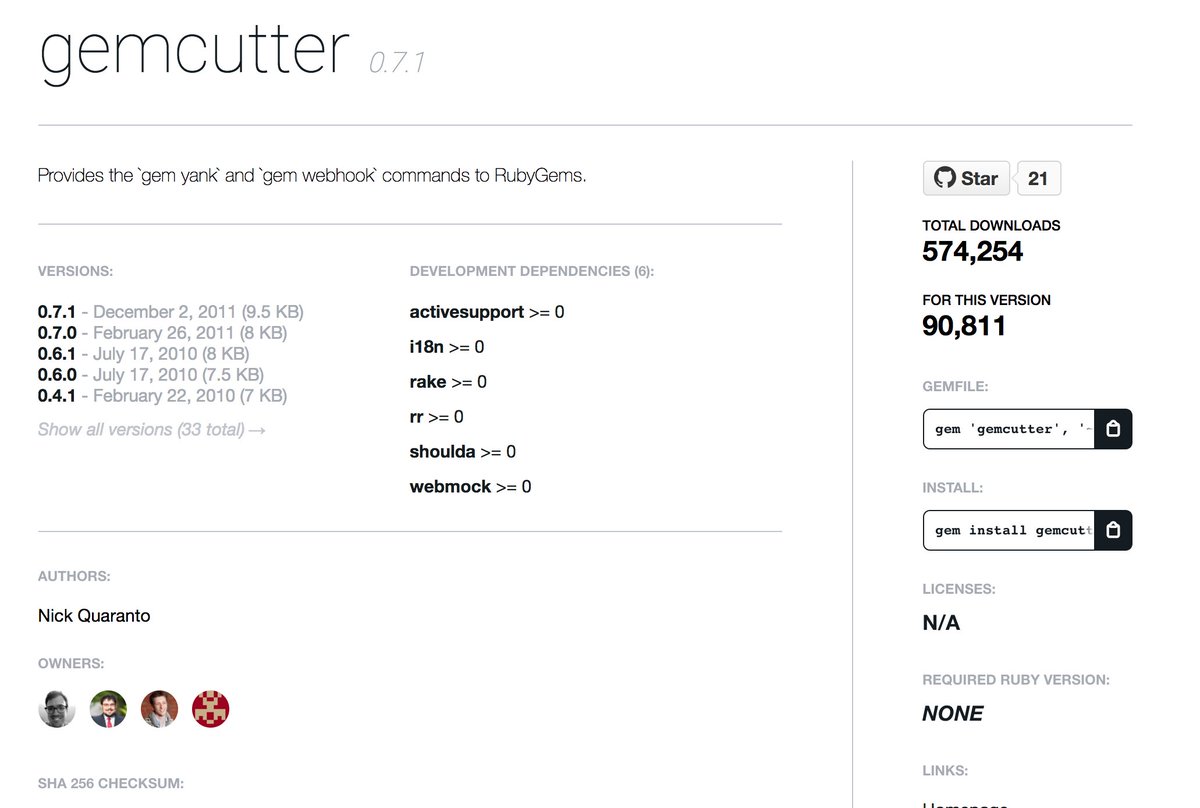 gemcutter 0.7.1
Provides the `gem yank` and `gem webhook` commands to RubyGems.
VERSIONS:
0.7.1 - December 2, 2011 (9.5 KB)
0.7.0 - February 26, 2011 (8 KB)
0.6.1 - July 17, 2010 (8 KB)
0.6.0 - July 17, 2010 (7.5 KB)
0.4.1 - February 22, 2010 (7 KB)
Show all versions (33 total) →
DEVELOPMENT DEPENDENCIES (6):
activesupport >= 0
i18n >= 0
rake >= 0
rr >= 0
shoulda >= 0
webmock >= 0
AUTHORS:
Nick Quaranto
OWNERS:
SHA 256 CHECKSUM:
Star 21
TOTAL DOWNLOADS
574,254
FOR THIS VERSION
90,811
GEMFILE:
gem 'gemcutter', '~
INSTALL:
gem install gemcutt
LICENSES:
N/A
REQUIRED RUBY VERSION:
NONE
LINKS:
Homepage